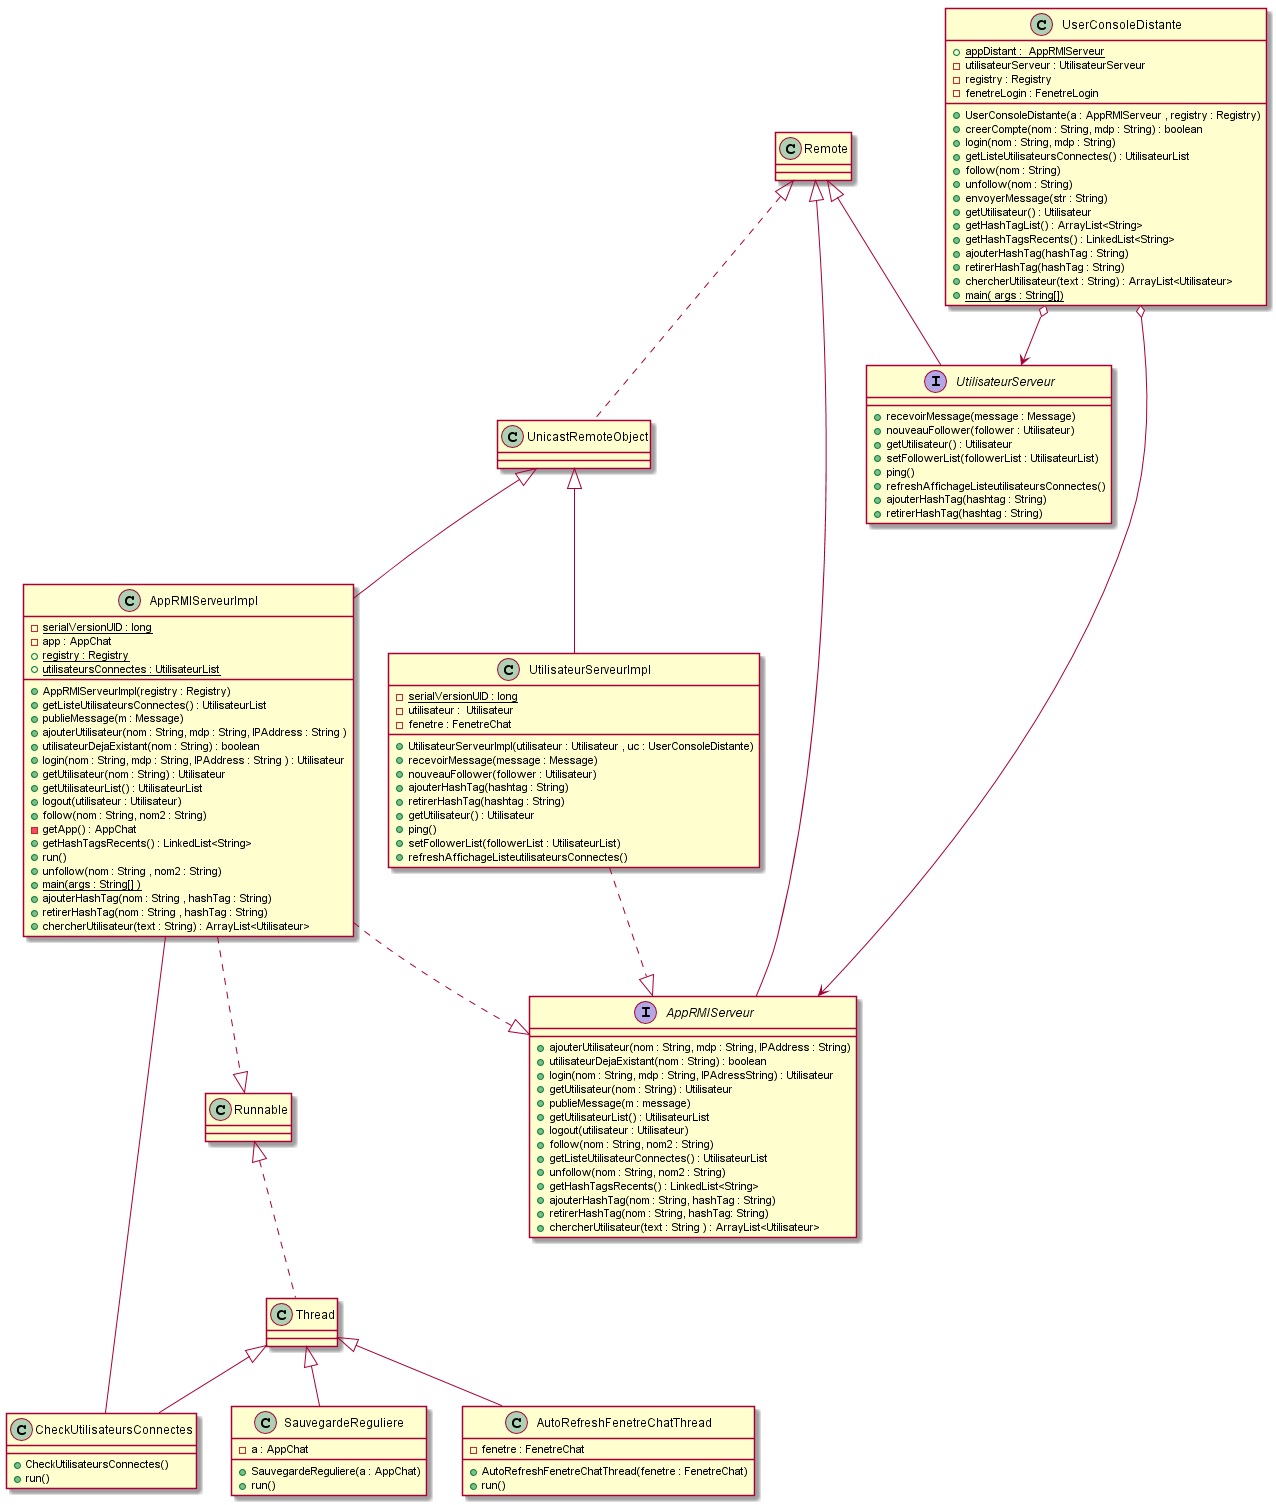 C UserConsoleDistante
appDistant : AppRMIServeur
utilisateurServeur : UtilisateurServeur
registry : Registry
fenetreLogin : FenetreLogin
UserConsoleDistante(a : AppRMIServeur , registry : Registry)
creerCompte(nom : String, mdp : String) : boolean
login(nom : String, mdp : String)
getListeUtilisateursConnectes() : UtilisateurList
follow(nom : String)
unfollow(nom : String)
envoyerMessage(str : String)
getUtilisateur() : Utilisateur
getHashTagList() : ArrayList<String>
getHashTagsRecents() : LinkedList<String>
ajouterHashTag(hashTag : String)
retirerHashTag(hashTag : String)
chercherUtilisateur(text : String) : ArrayList<Utilisateur>
main( args : String[])
C Remote
I UtilisateurServeur
recevoirMessage(message : Message)
nouveauFollower(follower : Utilisateur)
getUtilisateur() : Utilisateur
setFollowerList(followerList : UtilisateurList)
ping()
refreshAffichageListeutilisateursConnectes()
ajouterHashTag(hashtag : String)
retirerHashTag(hashtag : String)
C UnicastRemoteObject
C AppRMIServeurImpl
serialVersionUID : long
app : AppChat
registry : Registry
utilisateursConnectes : UtilisateurList
AppRMIServeurImpl(registry : Registry)
getListeUtilisateursConnectes() : UtilisateurList
publieMessage(m : Message)
ajouterUtilisateur(nom : String, mdp : String, IPAddress : String )
utilisateurDejaExistant(nom : String) : boolean
login(nom : String, mdp : String, IPAddress : String ) : Utilisateur
getUtilisateur(nom : String) : Utilisateur
getUtilisateurList() : UtilisateurList
logout(utilisateur : Utilisateur)
follow(nom : String, nom2 : String)
getApp() : AppChat
getHashTagsRecents() : LinkedList<String>
run()
unfollow(nom : String , nom2 : String)
main(args : String[] )
ajouterHashTag(nom : String , hashTag : String)
retirerHashTag(nom : String , hashTag : String)
chercherUtilisateur(text : String) : ArrayList<Utilisateur>
C UtilisateurServeurImpl
serialVersionUID : long
utilisateur : Utilisateur
fenetre : FenetreChat
UtilisateurServeurImpl(utilisateur : Utilisateur , uc : UserConsoleDistante)
recevoirMessage(message : Message)
nouveauFollower(follower : Utilisateur)
ajouterHashTag(hashtag : String)
retirerHashTag(hashtag : String)
getUtilisateur() : Utilisateur
ping()
setFollowerList(followerList : UtilisateurList)
refreshAffichageListeutilisateursConnectes()
I AppRMIServeur
ajouterUtilisateur(nom : String, mdp : String, IPAddress : String)
utilisateurDejaExistant(nom : String) : boolean
login(nom : String, mdp : String, IPAdressString) : Utilisateur
getUtilisateur(nom : String) : Utilisateur
publieMessage(m : message)
getUtilisateurList() : UtilisateurList
logout(utilisateur : Utilisateur)
follow(nom : String, nom2 : String)
getListeUtilisateurConnectes() : UtilisateurList
unfollow(nom : String, nom2 : String)
getHashTagsRecents() : LinkedList<String>
ajouterHashTag(nom : String, hashTag : String)
retirerHashTag(nom : String, hashTag: String)
chercherUtilisateur(text : String ) : ArrayList<Utilisateur>
C Runnable
C Thread
C CheckUtilisateursConnectes
CheckUtilisateursConnectes()
run()
C SauvegardeReguliere
a : AppChat
SauvegardeReguliere(a : AppChat)
run()
C AutoRefreshFenetreChatThread
fenetre : FenetreChat
AutoRefreshFenetreChatThread(fenetre : FenetreChat)
run()